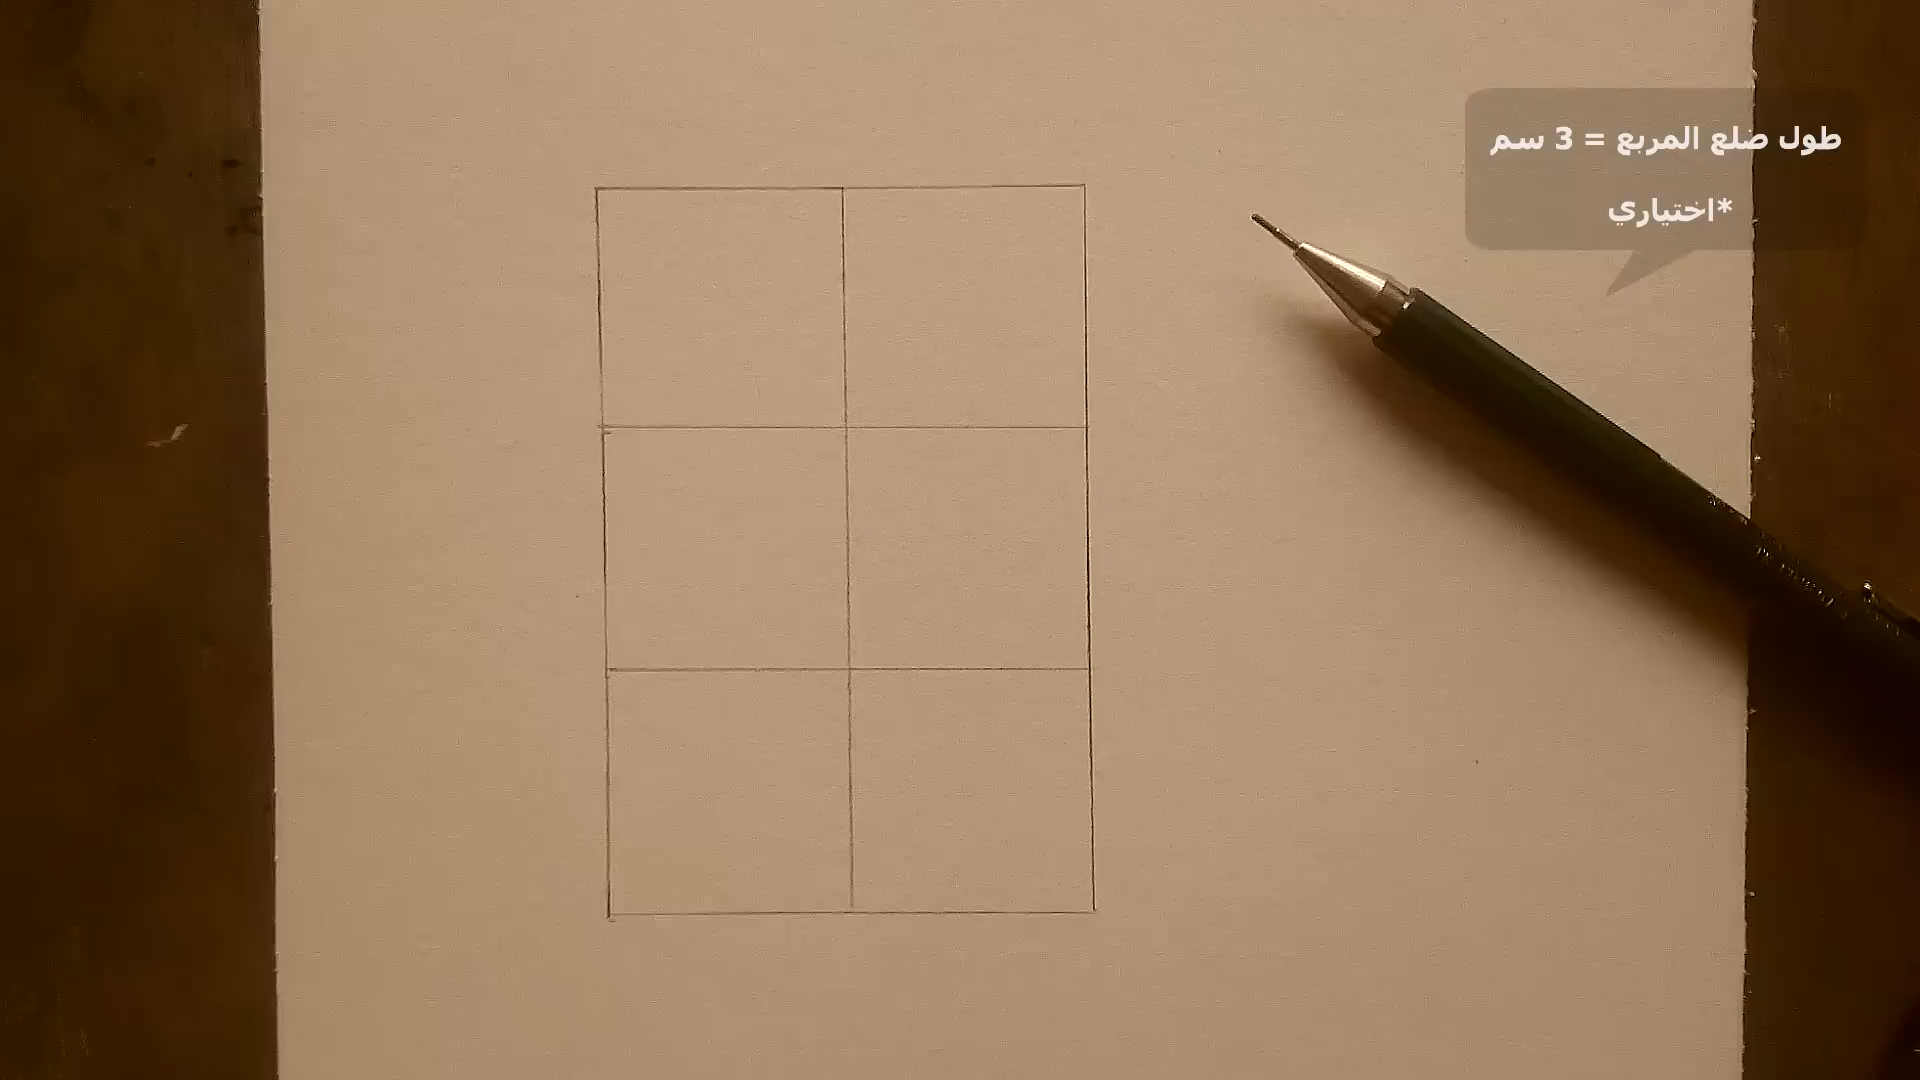 طول ضلع المربع = 3 سم
*اختياري